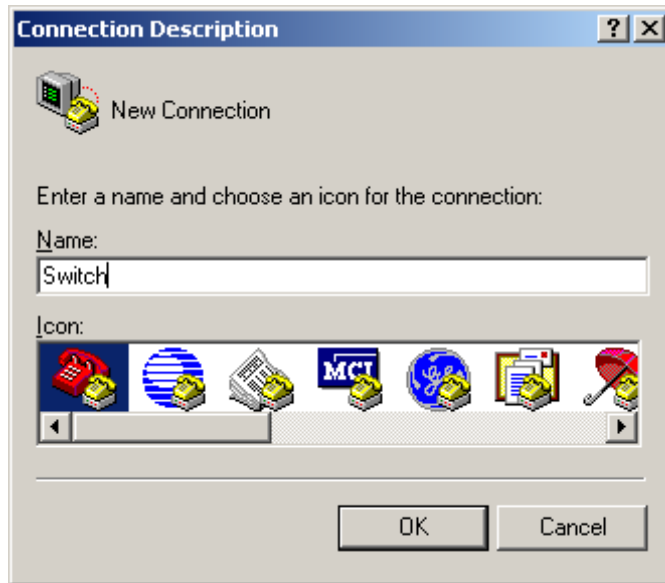 Connection Description
New Connection
Enter a name and choose an icon for the connection:
Name:
Switch
Icon:
MCI
OK Cancel